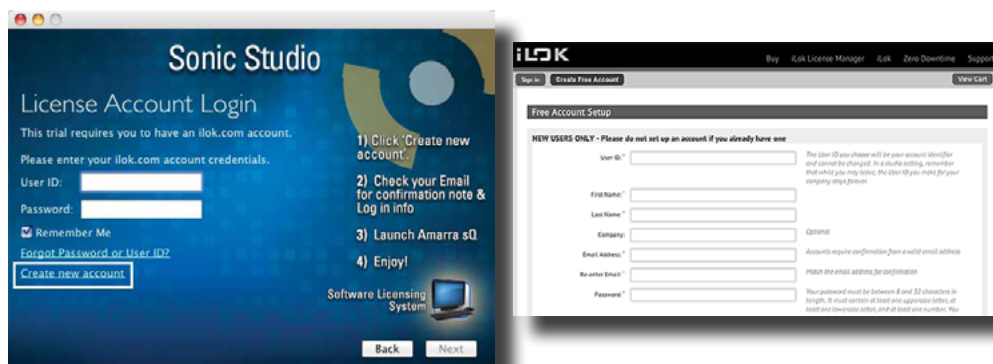 Sonic Studio
License Account Login
This trial requires you to have an ilok.com account.
Please enter your ilok.com account credentials.
User ID:
Password:
Remember Me
Forgot Password or User ID?
Create new account
1) Click 'Create new
account'.
2) Check your Email
for confirmation note &
Log in info
3) Launch Amarra sQ
4) Enjoy!
Software Licensing
System
Back Next
iLOK
Buy iLok License Manager iLok Zero Downtime Support
Sign In Create Free Account View Cart
Free Account Setup
NEW USERS ONLY - Please do not set up an account if you already have one
User ID:*
The User ID you choose will be your account identifier
and cannot be changed. In a studio setting, remember
that while you may leave, the User ID you make for your
company stays forever.
First Name:*
Last Name:*
Company:
Optional
Email Address:*
Accounts require confirmation from a valid email address
Re-enter Email:*
Match the email address for confirmation
Password:*
Your password must be between 8 and 32 characters in
length. It must contain at least one uppercase letter, at
least one lowercase letter, and at least one number. You